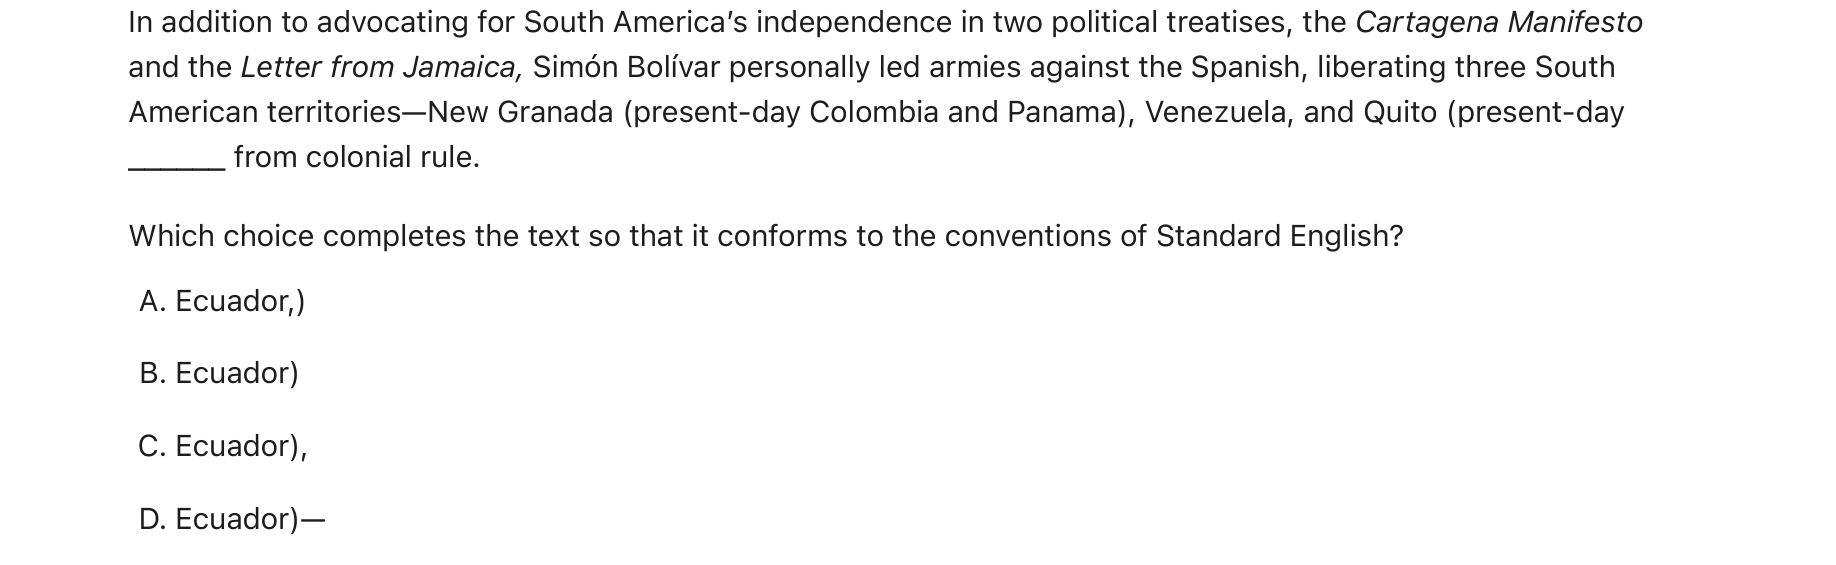 In addition to advocating for South America’s independence in two political treatises, the Cartagena Manifesto
and the Letter from Jamaica, Simón Bolívar personally led armies against the Spanish, liberating three South
American territories—New Granada (present-day Colombia and Panama), Venezuela, and Quito (present-day
______ from colonial rule.
Which choice completes the text so that it conforms to the conventions of Standard English?
A. Ecuador,)
B. Ecuador)
C. Ecuador),
D. Ecuador)—